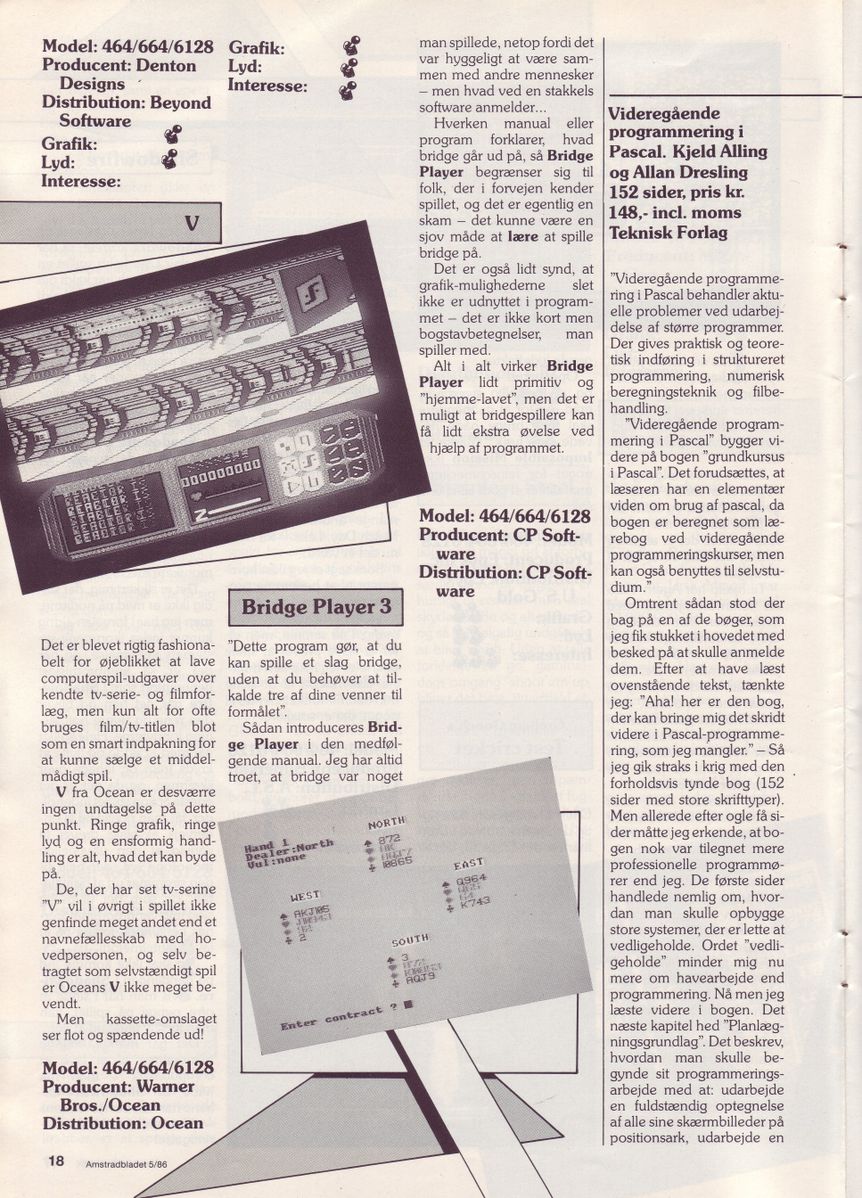 Model: 464/664/6128
Producent: Denton
Designs
Distribution: Beyond
Software
Grafik:
Lyd:
Interesse:
Grafik:
Lyd:
Interesse:
V
Det er blevet rigtig fashiona-
belt for øjeblikket at lave
computerspil-udgaver over
kendte tv-serie- og filmfor-
læg, men kun alt for ofte
bruges film/tv-titlen blot
som en smart indpakning for
at kunne sælge et middel-
mådigt spil.
V fra Ocean er desværre
ingen undtagelse på dette
punkt. Ringe grafik, ringe
lyd og en ensformig hand-
ling er alt, hvad det kan byde
på.
De, der har set tv-serine
"V" vil i øvrigt i spillet ikke
genfinde meget andet end et
navnefællesskab med ho-
vedpersonen, og selv be-
tragtet som selvstændigt spil
er Oceans V ikke meget be-
vendt.
Men kassette-omslaget
ser flot og spændende ud!
Model: 464/664/6128
Producent: Warner
Bros./Ocean
Distribution: Ocean
Bridge Player 3
"Dette program gør, at du
kan spille et slag bridge,
uden at du behøver at til-
kalde tre af dine venner til
formålet".
Sådan introduceres Brid-
ge Player i den medføl-
gende manual. Jeg har altid
troet, at bridge var noget
man spillede, netop fordi det
var hyggeligt at være sam-
men med andre mennesker
– men hvad ved en stakkels
software anmelder...
Hverken manual eller
program forklarer, hvad
bridge går ud på, så Bridge
Player begrænser sig til
folk, der i forvejen kender
spillet, og det er egentlig en
skam – det kunne være en
sjov måde at lære at spille
bridge på.
Det er også lidt synd, at
grafik-mulighederne slet
ikke er udnyttet i program-
met – det er ikke kort men
bogstavbetegnelser, man
spiller med.
Alt i alt virker Bridge
Player lidt primitiv og
"hjemme-lavet", men det er
muligt at bridgespillere kan
få lidt ekstra øvelse ved
hjælp af programmet.
Model: 464/664/6128
Producent: CP Soft-
ware
Distribution: CP Soft-
ware
Hand 1
Dealer:North
Vul:none
NORTH
♠ 872
♥ AK
♣ 10865
WEST
♠ AKJ105
♣ 2
EAST
♠ Q964
♣ K743
SOUTH
♠ 3
♣ AQJ9
Enter contract ?
Videregående
programmering i
Pascal. Kjeld Alling
og Allan Dresling
152 sider, pris kr.
148,- incl. moms
Teknisk Forlag
"Videregående programme-
ring i Pascal behandler aktu-
elle problemer ved udarbej-
delse af større programmer.
Der gives praktisk og teore-
tisk indføring i struktureret
programmering, numerisk
beregningsteknik og filbe-
handling.
"Videregående program-
mering i Pascal" bygger vi-
dere på bogen "grundkursus
i Pascal". Det forudsættes, at
læseren har en elementær
viden om brug af pascal, da
bogen er beregnet som læ-
rebog ved videregående
programmeringskurser, men
kan også benyttes til selvstu-
dium."
Omtrent sådan stod der
bag på en af de bøger, som
jeg fik stukket i hovedet med
besked på at skulle anmelde
dem. Efter at have læst
ovenstående tekst, tænkte
jeg: "Aha! her er den bog,
der kan bringe mig det skridt
videre i Pascal-programme-
ring, som jeg mangler." – Så
jeg gik straks i krig med den
forholdsvis tynde bog (152
sider med store skrifttyper).
Men allerede efter ogle få si-
der måtte jeg erkende, at bo-
gen nok var tilegnet mere
professionelle programmø-
rer end jeg. De første sider
handlede nemlig om, hvor-
dan man skulle opbygge
store systemer, der er lette at
vedligeholde. Ordet "vedli-
geholde" minder mig nu
mere om havearbejde end
programmering. Nå men jeg
læste videre i bogen. Det
næste kapitel hed "Planlæg-
ningsgrundlag". Det beskrev,
hvordan man skulle be-
gynde sit programmerings-
arbejde med at: udarbejde
en fuldstændig optegnelse
af alle sine skærmbilleder på
positionsark, udarbejde en
18
Amstradbladet 5/86